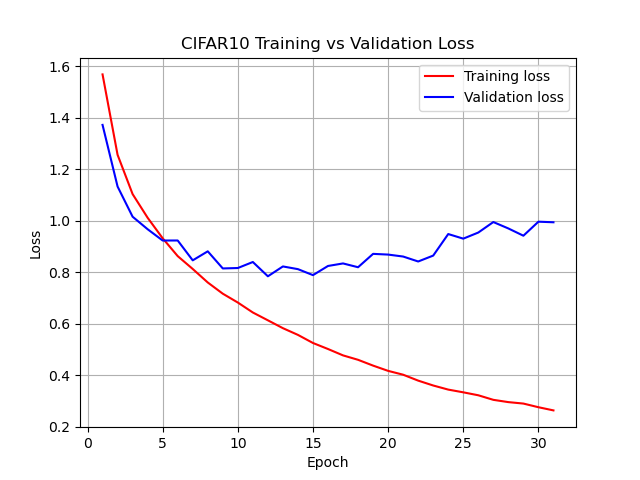 CIFAR10 Training vs Validation Loss
Training loss
Validation loss
1.6
1.4
1.2
1.0
0.8
0.6
0.4
0.2
Loss
0 5 10 15 20 25 30
Epoch